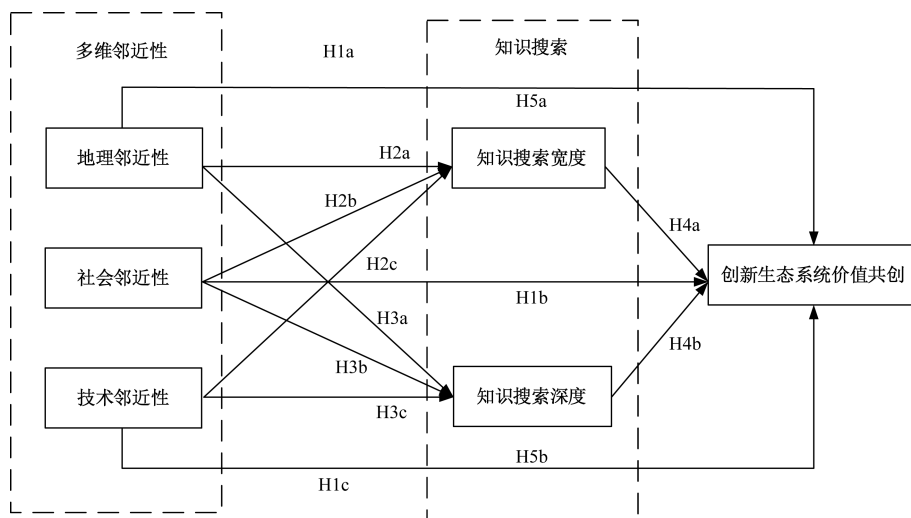 多维邻近性
H1a
知识搜索
H5a
地理邻近性
H2a
知识搜索宽度
H2b
H4a
社会邻近性
H2c
创新生态系统价值共创
H1b
H3a
H3b
H4b
技术邻近性
知识搜索深度
H3c
H5b
H1c